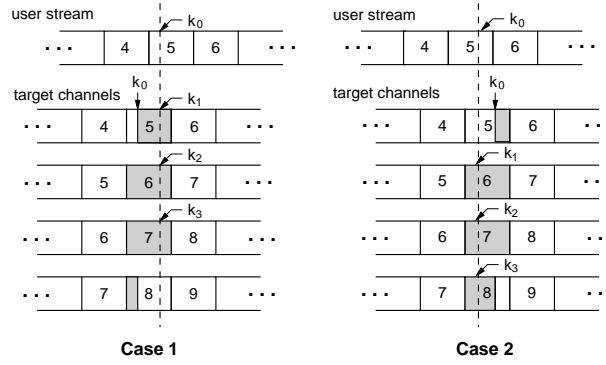 user stream
k0
... 4 5 6 ...
target channels
k0
k1
... 4 5 6 ...
k2
... 5 6 7 ...
k3
... 6 7 8 ...
... 7 8 9 ...
Case 1
user stream
k0
... 4 5 6 ...
target channels
k0
... 4 5 6 ...
k1
... 5 6 7 ...
k2
... 6 7 8 ...
k3
... 7 8 9 ...
Case 2